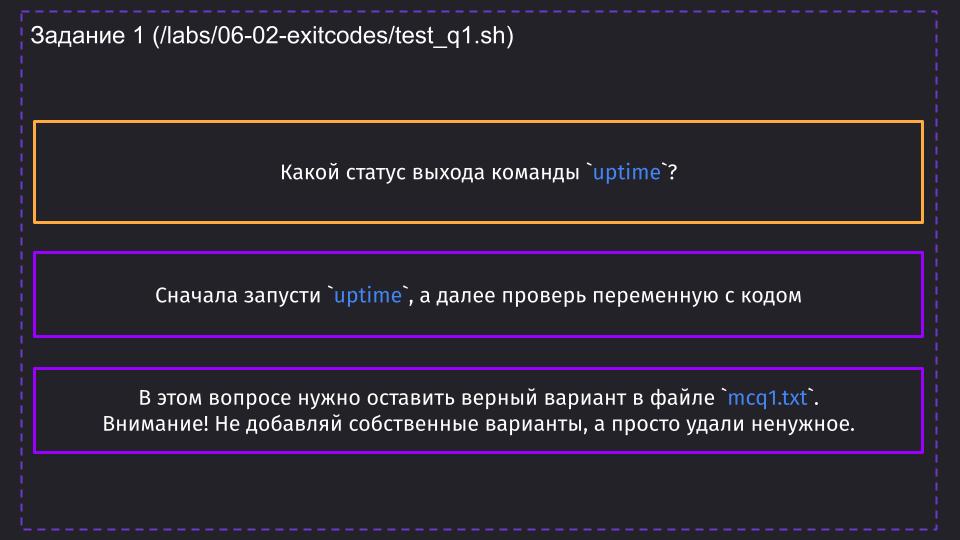 Задание 1 (/labs/06-02-exitcodes/test_q1.sh)
Какой статус выхода команды `uptime`?
Сначала запусти `uptime`, а далее проверь переменную с кодом
В этом вопросе нужно оставить верный вариант в файле `mcq1.txt`.
Внимание! Не добавляй собственные варианты, а просто удали ненужное.